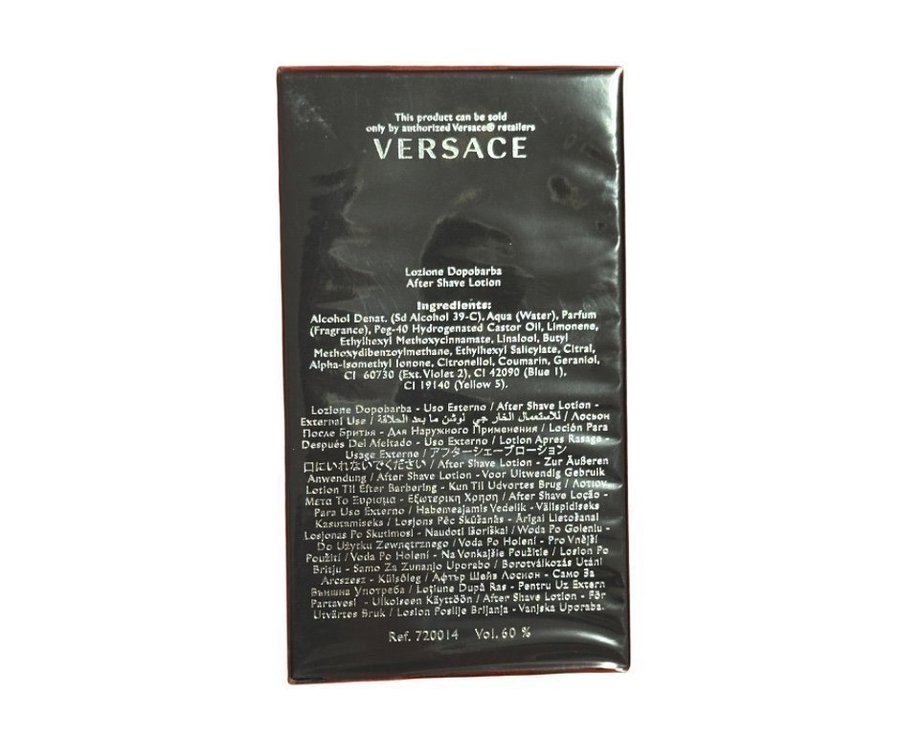 This product can be sold
only by authorized Versace® retailers
VERSACE
Lozione Dopobarba
After Shave Lotion
Ingredients:
Alcohol Denat. (Sd Alcohol 39-C), Aqua (Water), Parfum
(Fragrance), Peg-40 Hydrogenated Castor Oil, Limonene,
Ethylhexyl Methoxycinnamate, Linalool, Butyl
Methoxydibenzoylmethane, Ethylhexyl Salicylate, Citral,
Alpha-Isomethyl Ionone, Citronellol, Coumarin, Geraniol,
CI 60730 (Ext. Violet 2), CI 42090 (Blue 1),
CI 19140 (Yellow 5).
Lozione Dopobarba - Uso Esterno / After Shave Lotion -
External Use / للاستعمال الخارجي لوشن ما بعد الحلاقة / Лосьон
После Бритья - Для Наружного Применения / Loción Para
Después Del Afeitado - Uso Externo / Lotion Apres Rasage -
Usage Externe / アフターシェーブローション
口にいれないでください / After Shave Lotion - Zur Äußeren
Anwendung / After Shave Lotion - Voor Uitwendig Gebruik
Lotion Til Efter Barbering - Kun Til Udvortes Brug / Λοτιον
Μετα Το Ξυρισμα - Εξωτερικη Χρηση / After Shave Loção -
Para Uso Externo / Habemeajamis Vedelik - Välispidiseks
Kasutamiseks / Losjons Pēc Skūšanās - Ārīgai Lietošanai
Losjonas Po Skutimosi - Naudoti Išoriškai / Woda Po Goleniu -
Do Użytku Zewnętrznego / Voda Po Holení - Pro Vnější
Použití / Voda Po Holení - Na Vonkajšie Použitie / Losion Po
Britju - Samo Za Zunanjo Uporabo / Borotválkozás Utáni
Arcszesz - Külsőleg / Афтър Шейв Лосион - Само За
Външна Употреба / Loțiune După Ras - Pentru Uz Extern
Partavesi - Ulkoiseen Käyttöön / After Shave Lotion - För
Utvärtes Bruk / Losion Poslije Brijanja - Vanjska Uporaba.
Ref. 720014 Vol. 60 %